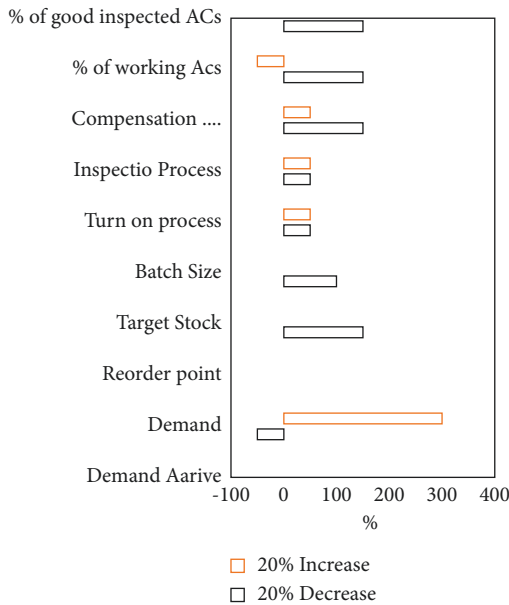 % of good inspected ACs
% of working Acs
Compensation ....
Inspectio Process
Turn on process
Batch Size
Target Stock
Reorder point
Demand
Demand Aarive
-100 0 100 200 300 400
%
20% Increase
20% Decrease